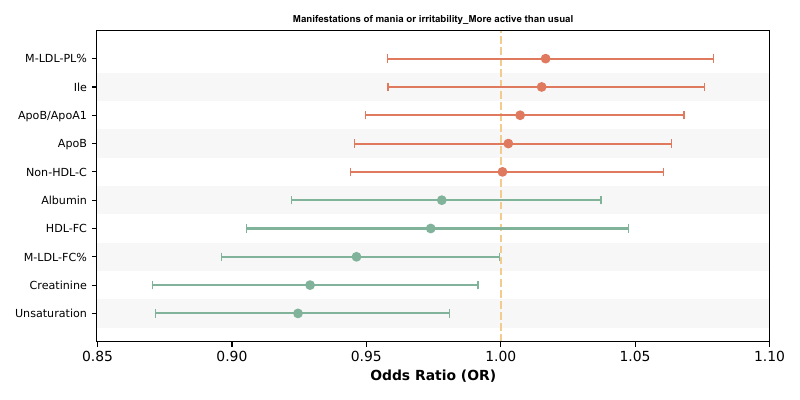 Manifestations of mania or irritability_More active than usual
M-LDL-PL%
Ile
ApoB/ApoA1
ApoB
Non-HDL-C
Albumin
HDL-FC
M-LDL-FC%
Creatinine
Unsaturation
0.85 0.90 0.95 1.00 1.05 1.10
Odds Ratio (OR)